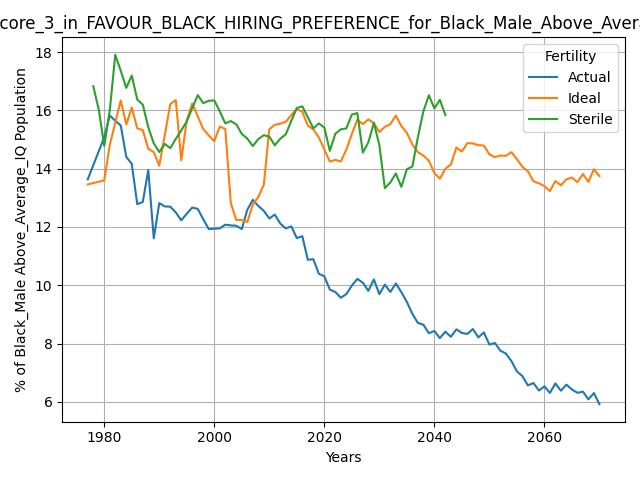 core_3_in_FAVOUR_BLACK_HIRING_PREFERENCE_for_Black_Male_Above_Avera
Fertility
Actual
Ideal
Sterile
% of Black_Male Above_Average_IQ Population
18
16
14
12
10
8
6
1980 2000 2020 2040 2060
Years